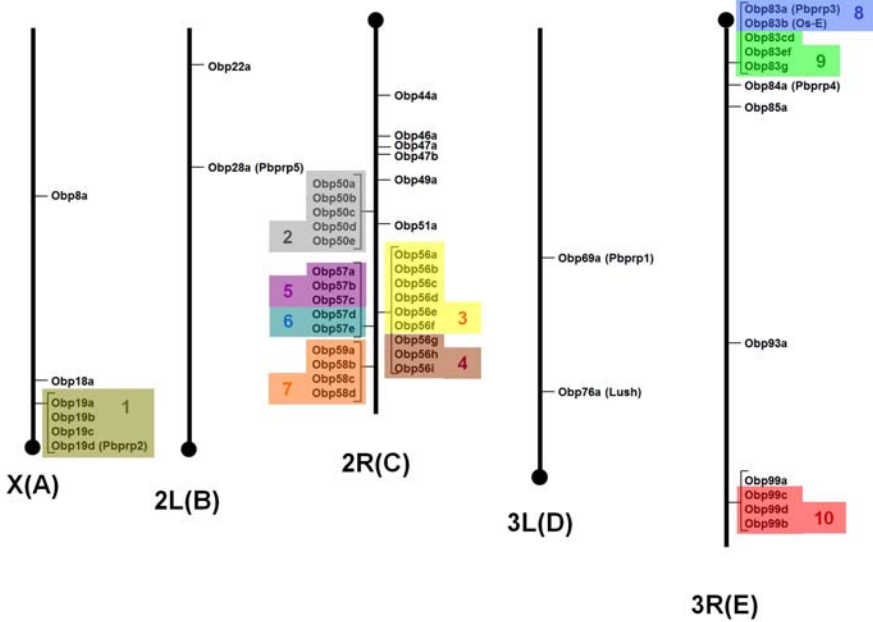 Obp8a
Obp18a
Obp19a
Obp19b
Obp19c
Obp19d (Pbprp2)
1
X(A)
Obp22a
Obp28a (Pbprp5)
2L(B)
Obp44a
Obp46a
Obp47a
Obp47b
Obp49a
Obp50a
Obp50b
Obp50c
Obp50d
Obp50e
2
Obp51a
Obp57a
Obp57b
Obp57c
5
Obp57d
Obp57e
6
Obp56a
Obp56b
Obp56c
Obp56d
Obp56e
Obp56f
3
Obp56g
Obp56h
Obp56i
4
Obp59a
Obp58b
Obp58c
Obp58d
7
2R(C)
Obp69a (Pbprp1)
Obp76a (Lush)
3L(D)
Obp83a (Pbprp3)
Obp83b (Os-E)
8
Obp83cd
Obp83ef
Obp83g
9
Obp84a (Pbprp4)
Obp85a
Obp93a
Obp99a
Obp99c
Obp99d
Obp99b
10
3R(E)